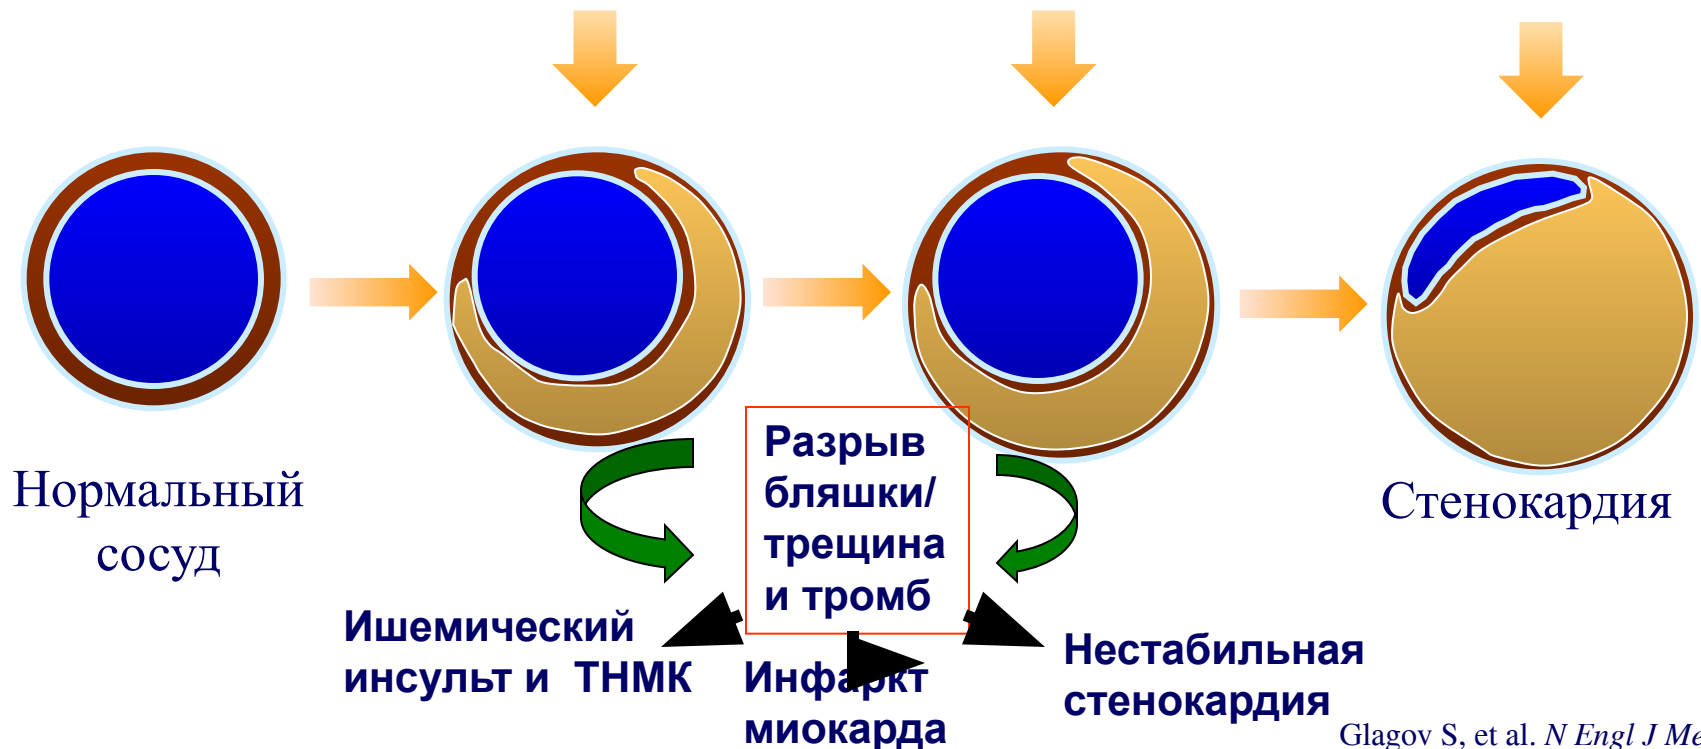 Нормальный
сосуд
Разрыв
бляшки/
трещина
и тромб
Стенокардия
Ишемический
инсульт и ТНМК
Инфаркт
миокарда
Нестабильная
стенокардия
Glagov S, et al. N Engl J Me